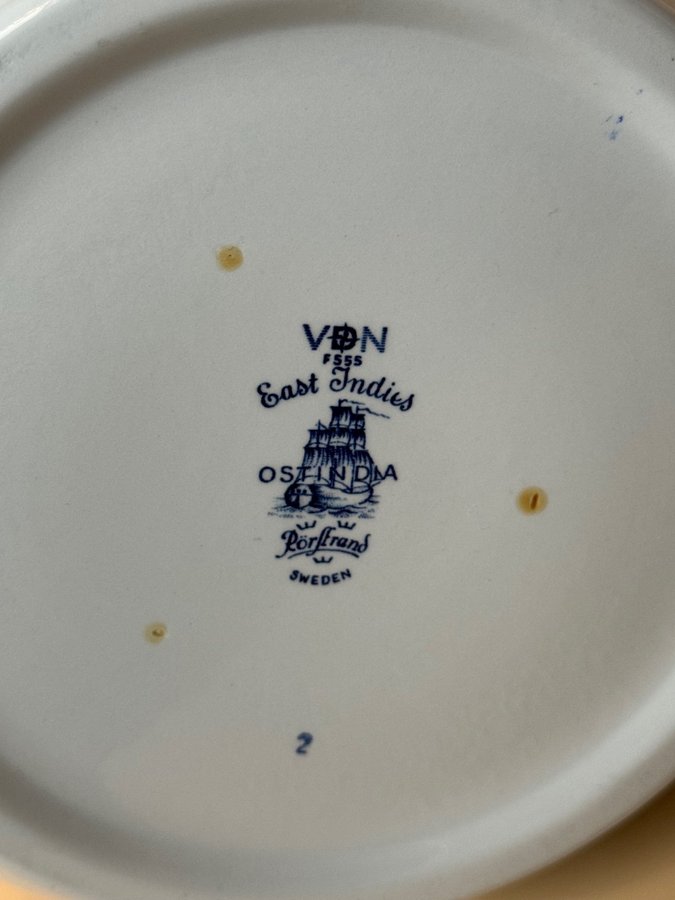 VDN
F555
East Indies
OSTINDIA
Rörstrand
SWEDEN
2